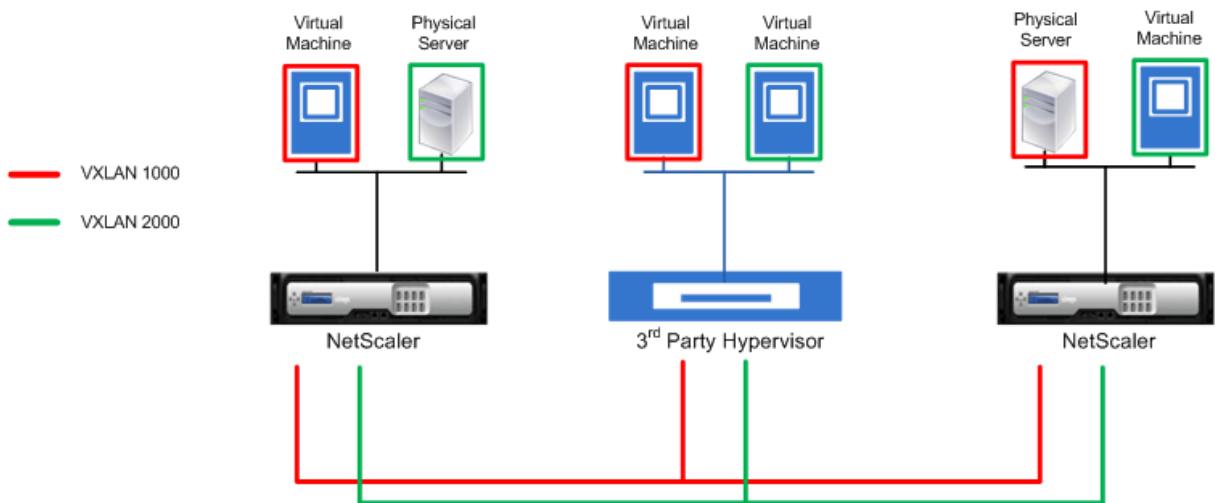 Virtual
Machine
Physical
Server
Virtual
Machine
Virtual
Machine
Physical
Server
Virtual
Machine
VXLAN 1000
VXLAN 2000
NetScaler
3rd Party Hypervisor
NetScaler